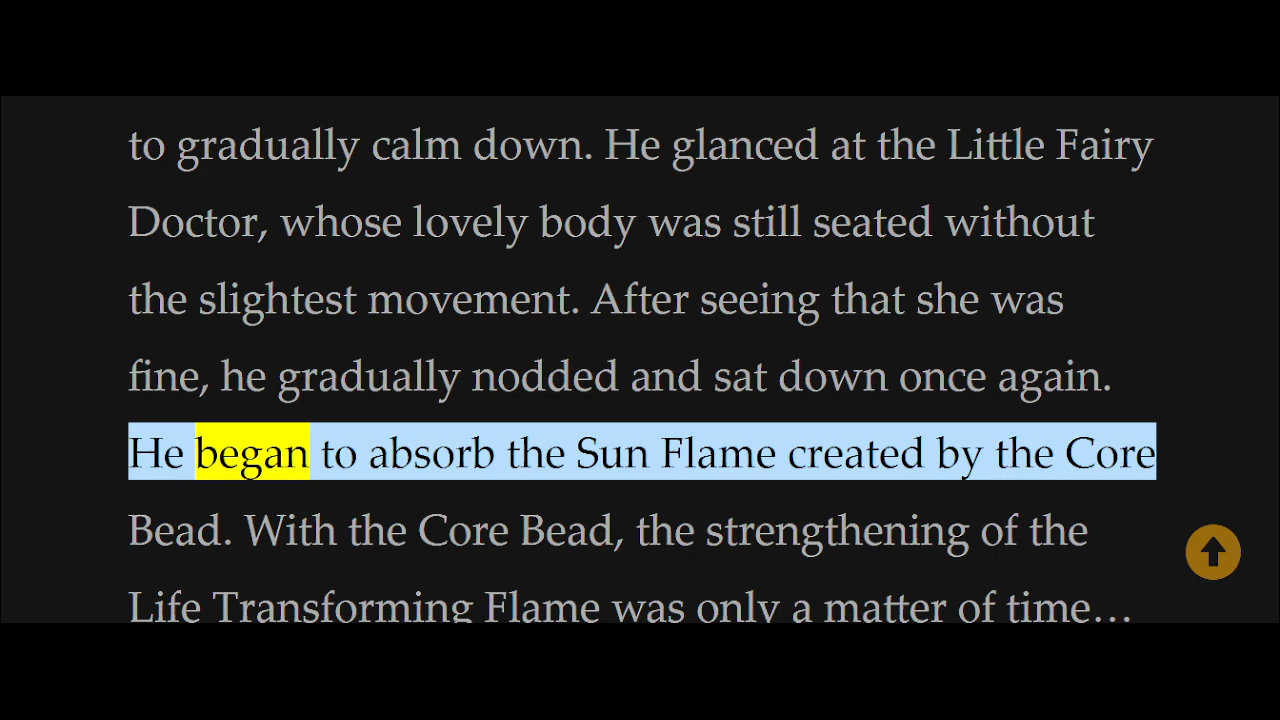 to gradually calm down. He glanced at the Little Fairy
Doctor, whose lovely body was still seated without
the slightest movement. After seeing that she was
fine, he gradually nodded and sat down once again.
He began to absorb the Sun Flame created by the Core
Bead. With the Core Bead, the strengthening of the
Life Transforming Flame was only a matter of time…